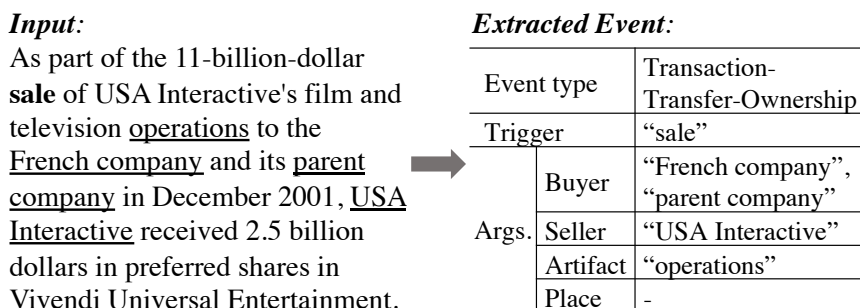 Input:
As part of the 11-billion-dollar
sale of USA Interactive's film and
television operations to the
French company and its parent
company in December 2001, USA
Interactive received 2.5 billion
dollars in preferred shares in
Vivendi Universal Entertainment.
Extracted Event:
Event type
Transaction-
Transfer-Ownership
Trigger
“sale”
Args.
Buyer
“French company”,
“parent company”
Seller
“USA Interactive”
Artifact
“operations”
Place
-